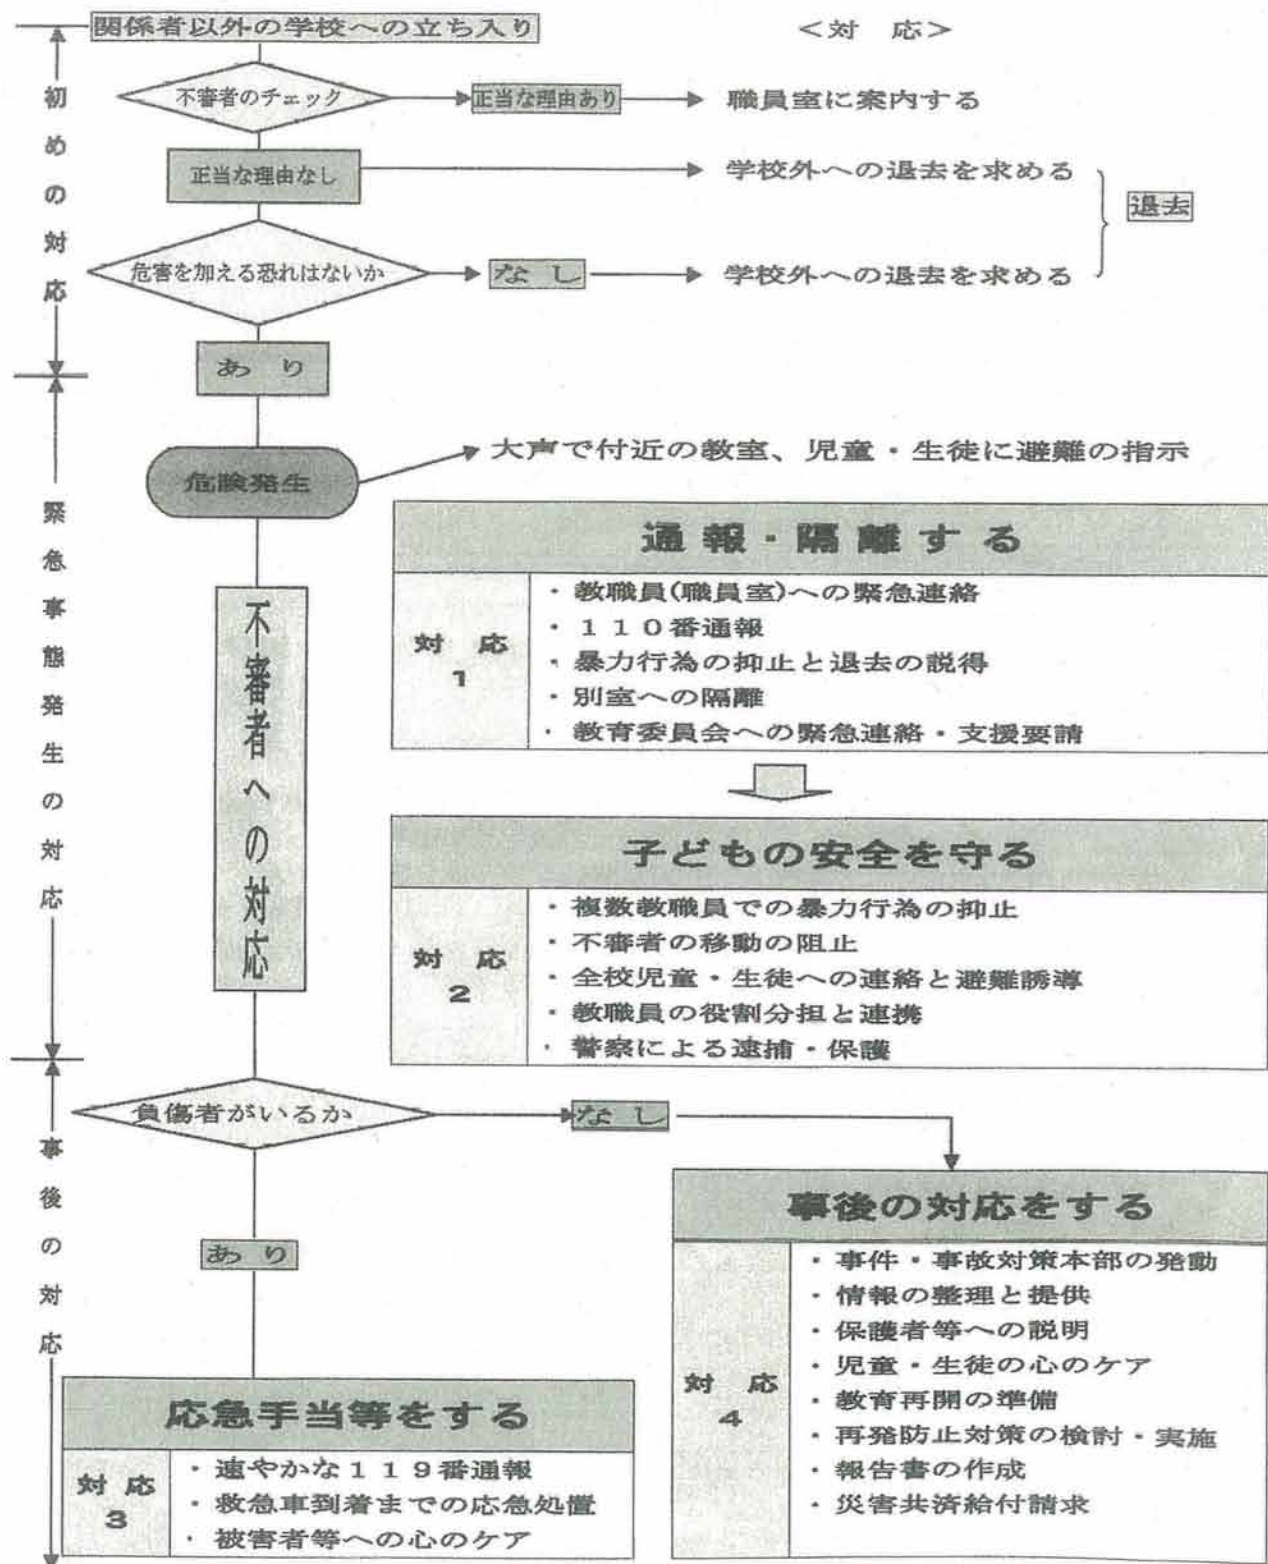 関係者以外の学校への立ち入り
＜対　応＞
初めの対応
不審者のチェック
正当な理由あり
職員室に案内する
正当な理由なし
学校外への退去を求める
退去
危害を加える恐れはないか
なし
学校外への退去を求める
あり
緊急事態発生の対応
危険発生
大声で付近の教室、児童・生徒に避難の指示
不審者への対応
通報・隔離する
対応
1
・教職員(職員室)への緊急連絡
・１１０番通報
・暴力行為の抑止と退去の説得
・別室への隔離
・教育委員会への緊急連絡・支援要請
子どもの安全を守る
対応
2
・複数教職員での暴力行為の抑止
・不審者の移動の阻止
・全校児童・生徒への連絡と避難誘導
・教職員の役割分担と連携
・警察による逮捕・保護
事後の対応
負傷者がいるか
なし
あり
事後の対応をする
対応
4
・事件・事故対策本部の発動
・情報の整理と提供
・保護者等への説明
・児童・生徒の心のケア
・教育再開の準備
・再発防止対策の検討・実施
・報告書の作成
・災害共済給付請求
応急手当等をする
対応
3
・速やかな１１９番通報
・救急車到着までの応急処置
・被害者等への心のケア